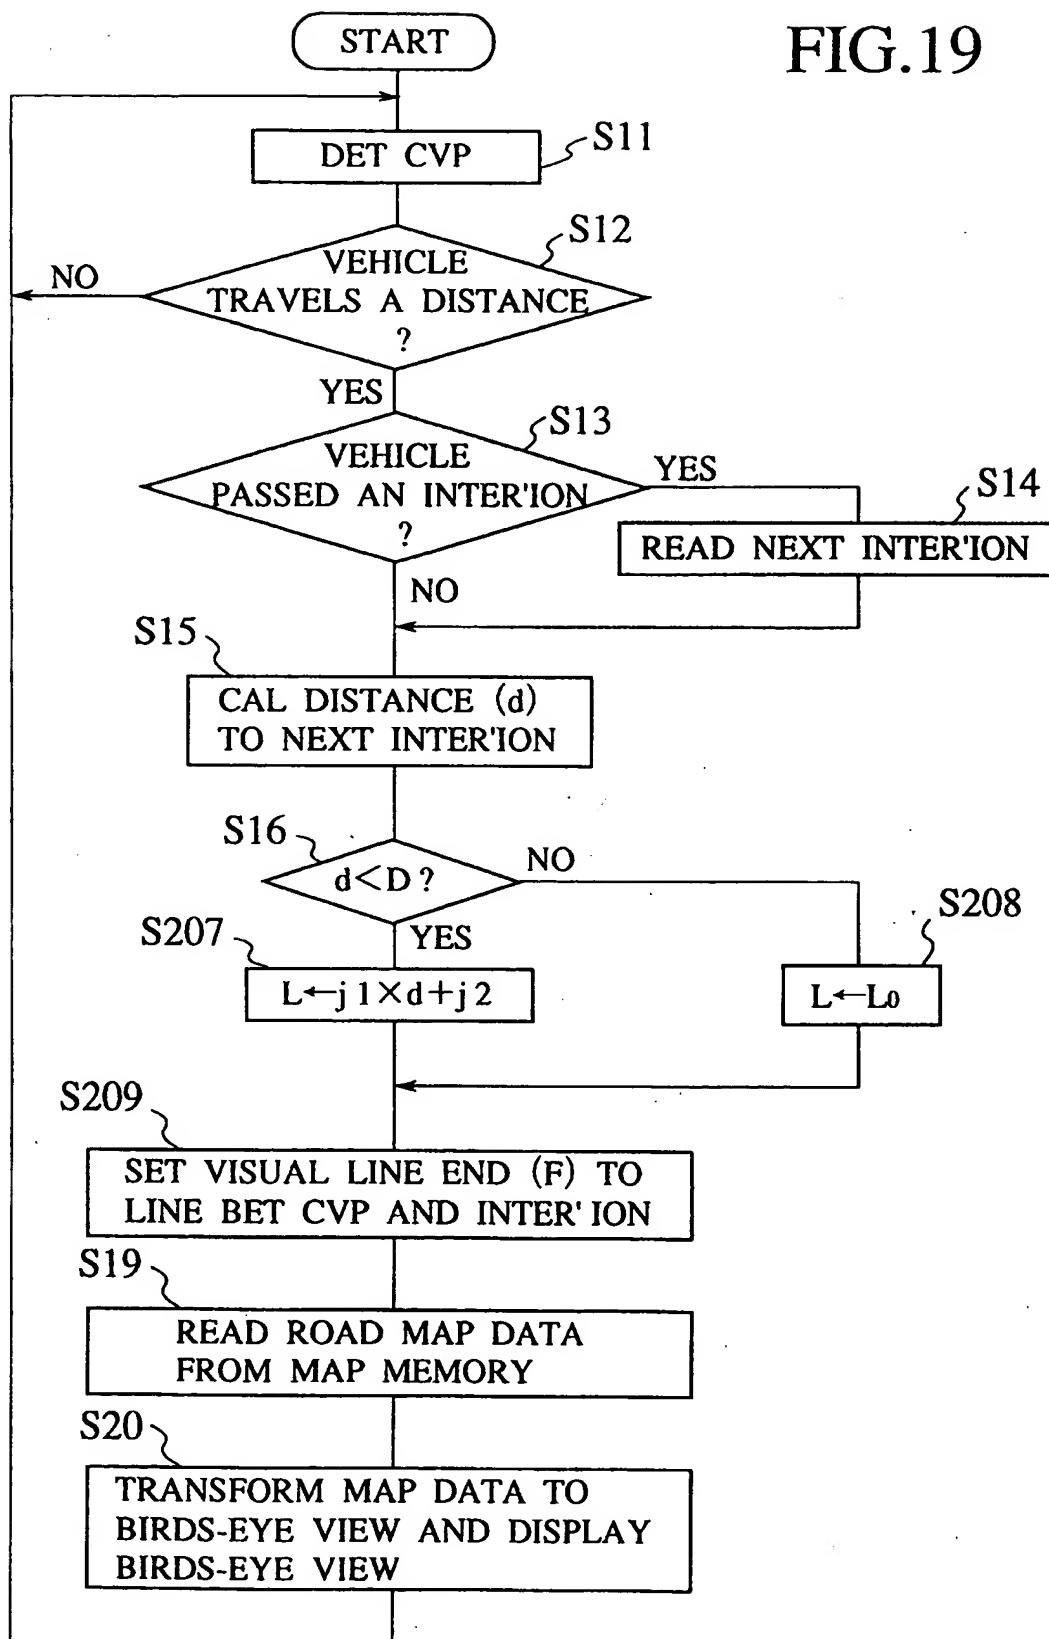 START
FIG.19
S11
DET CVP
S12
VEHICLE
TRAVELS A DISTANCE
?
NO
YES
S13
VEHICLE
PASSED AN INTER'ION
?
YES
S14
READ NEXT INTER'ION
NO
S15
CAL DISTANCE (d)
TO NEXT INTER'ION
S16
d<D?
NO
YES
S207
L←j1×d+j2
S208
L←L0
S209
SET VISUAL LINE END (F) TO
LINE BET CVP AND INTER'ION
S19
READ ROAD MAP DATA
FROM MAP MEMORY
S20
TRANSFORM MAP DATA TO
BIRDS-EYE VIEW AND DISPLAY
BIRDS-EYE VIEW